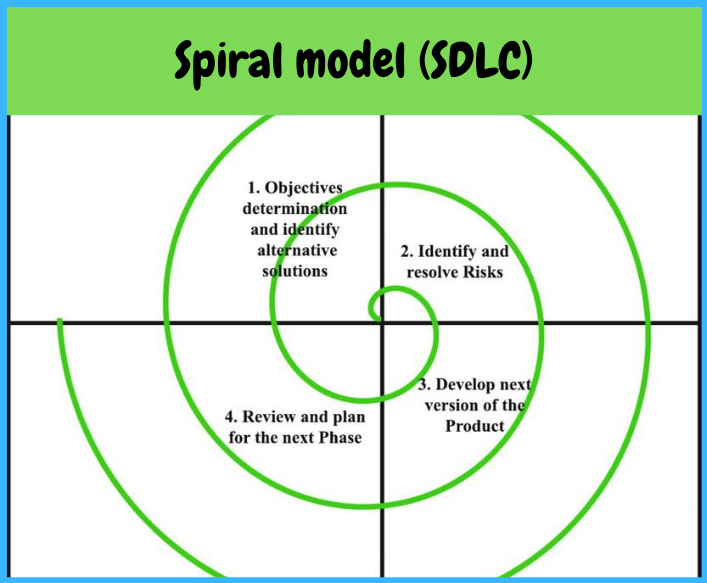 Spiral model (SDLC)
1. Objectives
determination
and identify
alternative
solutions
2. Identify and
resolve Risks
3. Develop next
version of the
Product
4. Review and plan
for the next Phase